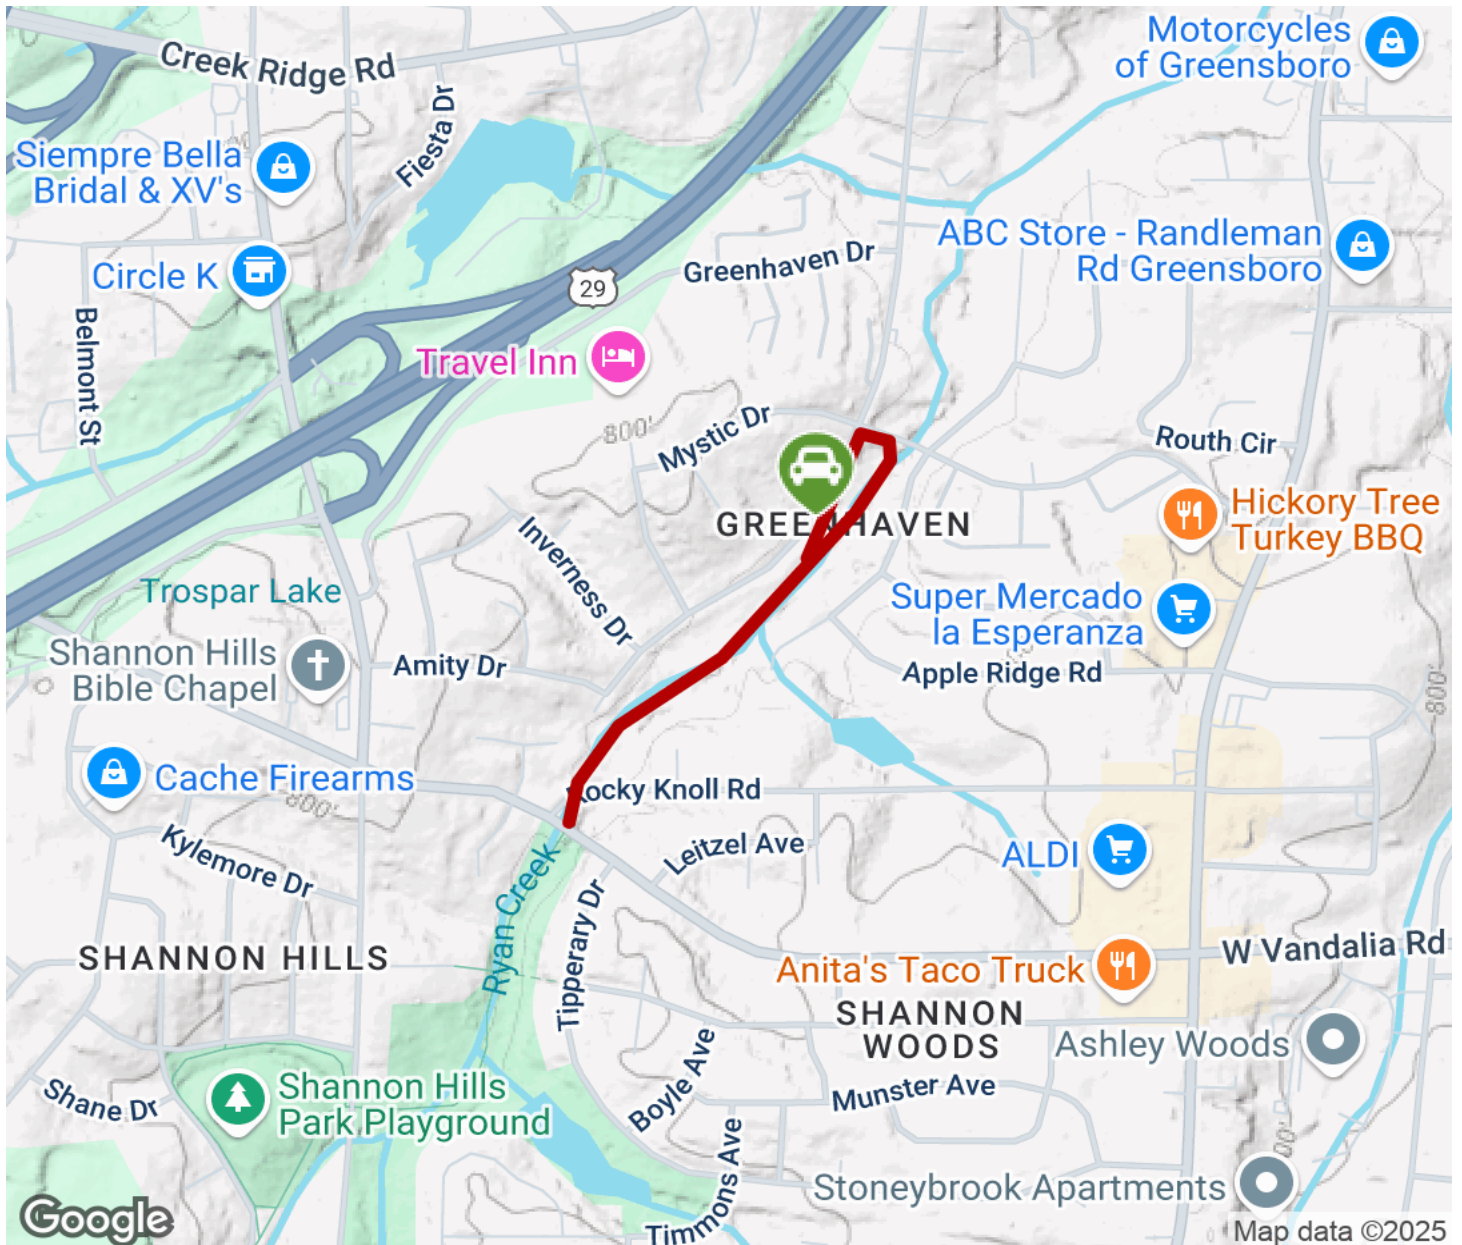 Motorcycles
of Greensboro
Creek Ridge Rd
Fiesta Dr
Siempre Bella
Bridal & XV's
Circle K
Belmont St
29
Greenhaven Dr
ABC Store - Randleman
Rd Greensboro
Travel Inn
800'
Mystic Dr
Routh Cir
GREENHAVEN
Hickory Tree
Turkey BBQ
Inverness Dr
Trospar Lake
Super Mercado
la Esperanza
Shannon Hills
Bible Chapel
Amity Dr
Apple Ridge Rd
800'
Cache Firearms
800'
Rocky Knoll Rd
Kylemore Dr
Leitzel Ave
ALDI
Ryan Creek
Tipperary Dr
SHANNON HILLS
W Vandalia Rd
Anita's Taco Truck
SHANNON
WOODS
Ashley Woods
Shane Dr
Shannon Hills
Park Playground
Boyle Ave
Munster Ave
Timmons Ave
Stoneybrook Apartments
Google
Map data ©2025